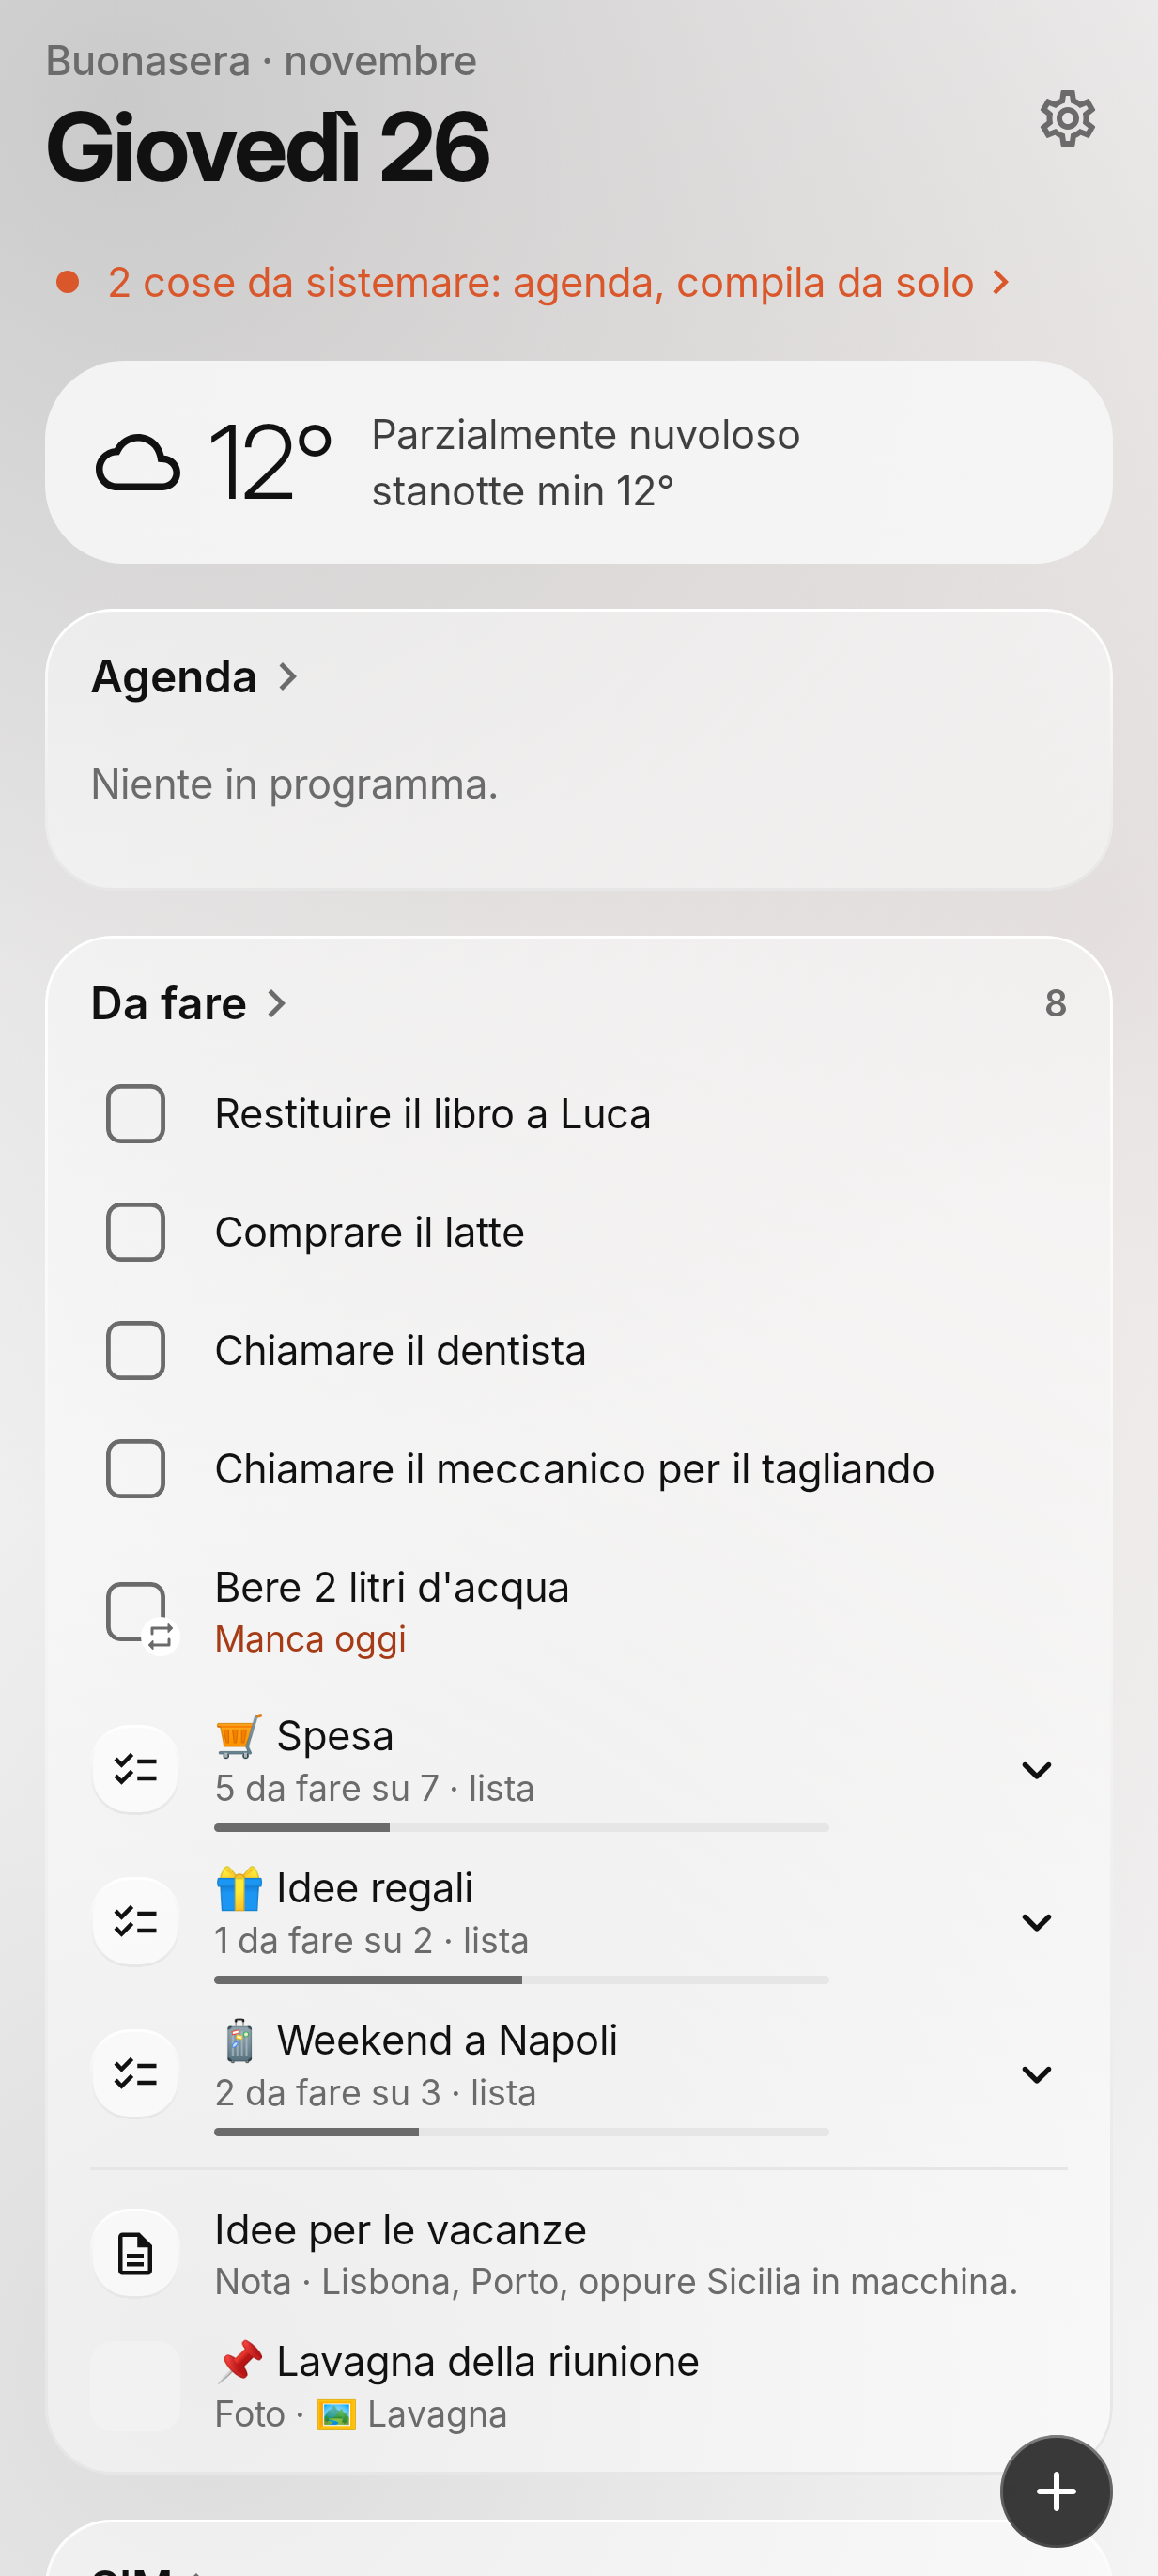 Buonasera · novembre
Giovedì 26
2 cose da sistemare: agenda, compila da solo
12°
Parzialmente nuvoloso
stanotte min 12°
Agenda
Niente in programma.
Da fare
8
Restituire il libro a Luca
Comprare il latte
Chiamare il dentista
Chiamare il meccanico per il tagliando
Bere 2 litri d'acqua
Manca oggi
🛒 Spesa
5 da fare su 7 · lista
🎁 Idee regali
1 da fare su 2 · lista
🧳 Weekend a Napoli
2 da fare su 3 · lista
Idee per le vacanze
Nota · Lisbona, Porto, oppure Sicilia in macchina.
📌 Lavagna della riunione
Foto · 🖼️ Lavagna